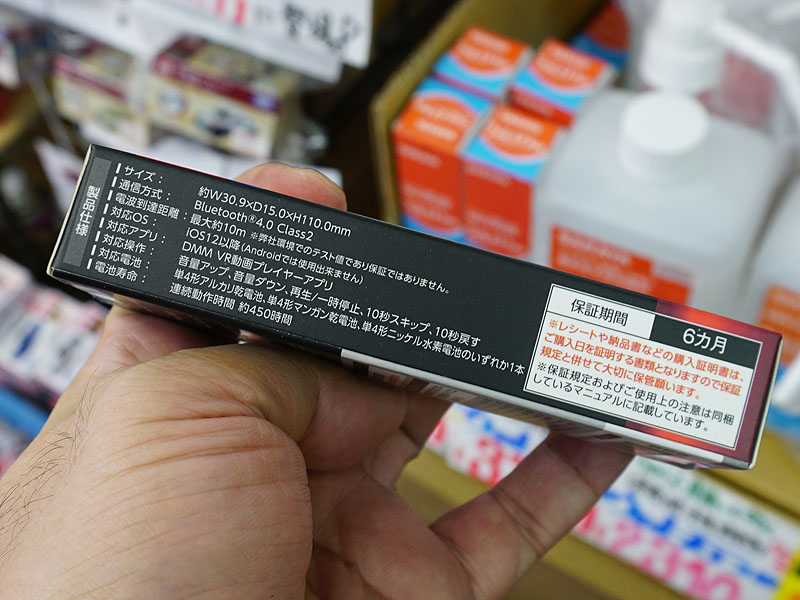 製品仕様
サイズ： 約W30.9×D15.0×H110.0mm
通信方式： Bluetooth®4.0 Class2
電波到達距離： 最大約10m ※弊社環境でのテスト値であり保証ではありません。
対応OS： iOS12以降(Androidでは使用出来ません)
対応アプリ： DMM VR動画プレイヤーアプリ
対応操作： 音量アップ、音量ダウン、再生/一時停止、10秒スキップ、10秒戻す
対応電池： 単4形アルカリ乾電池、単4形マンガン乾電池、単4形ニッケル水素電池のいずれか1本
電池寿命： 連続動作時間 約450時間
保証期間 6カ月
※レシートや納品書などの購入証明書は、
ご購入日を証明する書類となりますので保証
規定と併せて大切に保管願います。
※保証規定およびご使用上の注意は同梱
しているマニュアルに記載しています。